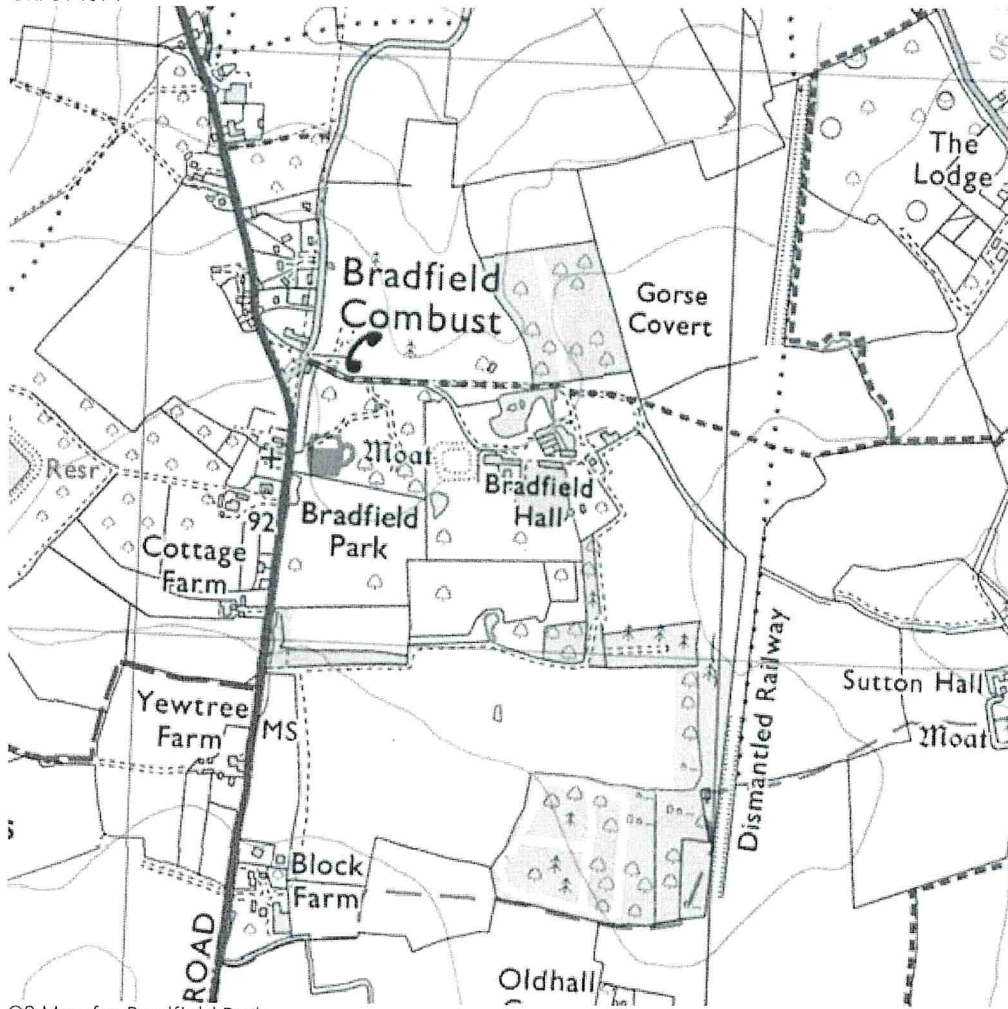 The
Lodge
Bradfield
Combust
Gorse
Covert
Resr
Moat
Bradfield
Hall
92
Bradfield
Park
Cottage
Farm
Dismantled Railway
Sutton Hall
Moat
Yewtree
Farm
MS
Block
Farm
ROAD
Oldhall